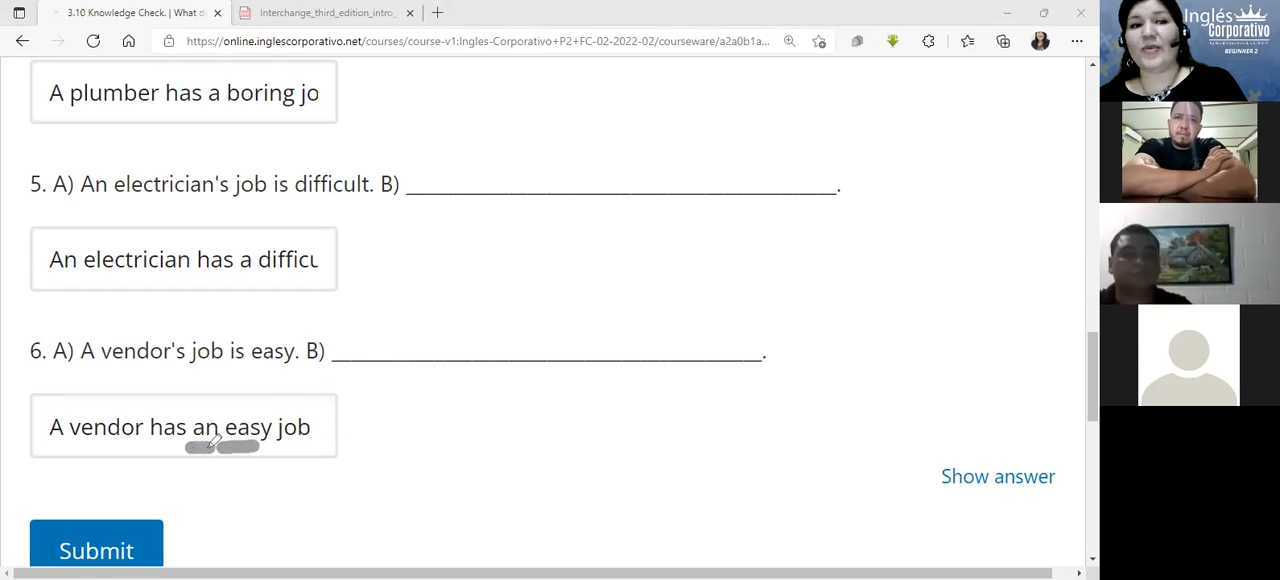 3.10 Knowledge Check. | What d
Interchange_third_edition_intro_
https://online.inglescorporativo.net/courses/course-v1:Ingles-Corporativo+P2+FC-02-2022-02/courseware/a2a0b1a...
Inglés
Corporativo
BEGINNER 2
A plumber has a boring jo
5. A) An electrician's job is difficult. B) ________________________________________.
An electrician has a difficu
6. A) A vendor's job is easy. B) ________________________________________.
A vendor has an easy job
Show answer
Submit